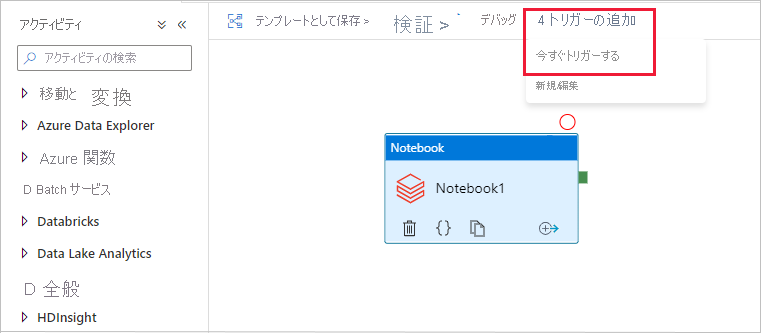 アクティビティ
アクティビティの検索
移動と 変換
Azure Data Explorer
Azure 関数
D Batch サービス
Databricks
Data Lake Analytics
D 全般
HDInsight
テンプレートとして保存 > 検証 > デバッグ 4トリガーの追加
今すぐトリガーする
新規/編集
Notebook
Notebook1